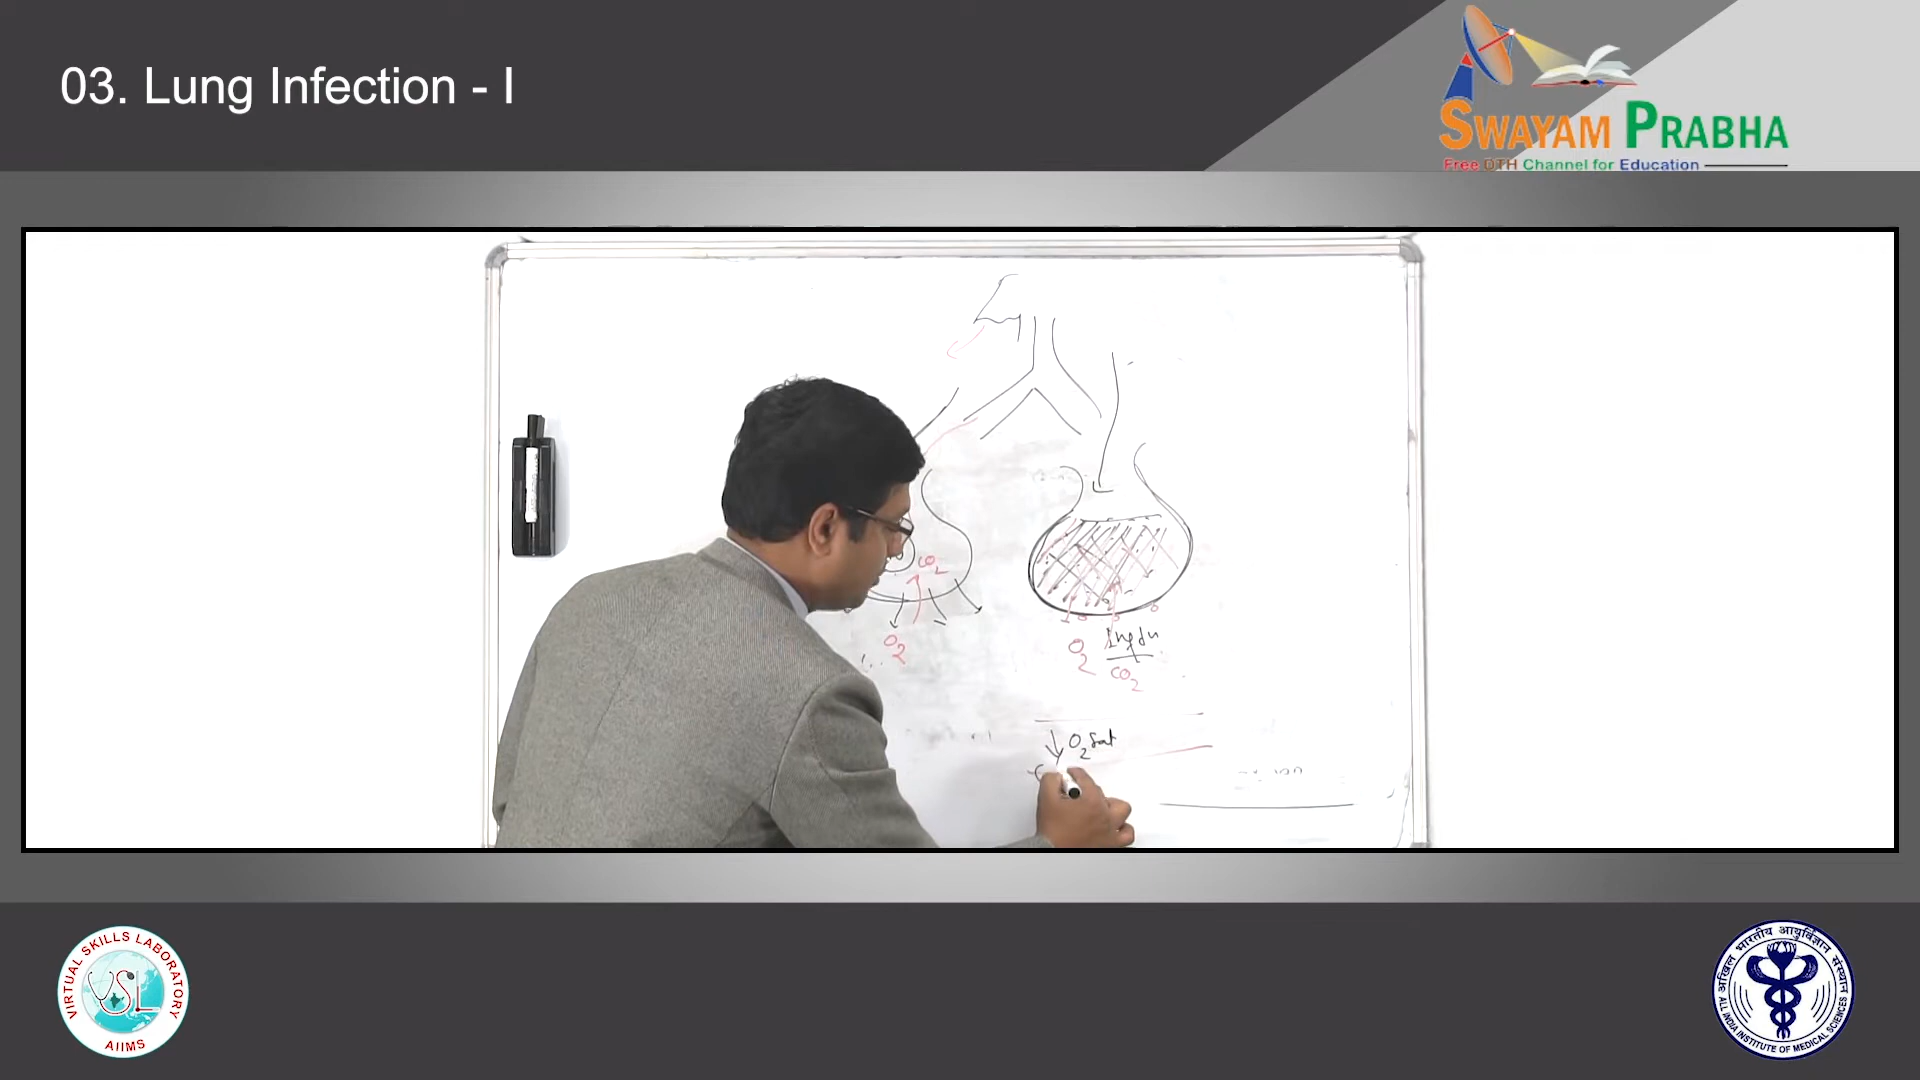 03. Lung Infection - I
SWAYAM PRABHA
Free DTH Channel for Education
CO2
O2
O2
CO2
↓ O2 Sat
VIRTUAL SKILLS LABORATORY
VSL
AIIMS
अखिल भारतीय आयुर्विज्ञान संस्थान
ALL INDIA INSTITUTE OF MEDICAL SCIENCES